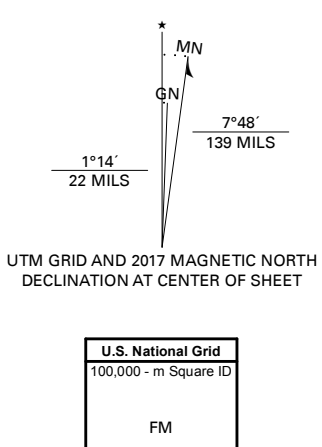 ★
MN
GN
7°48´
139 MILS
1°14´
22 MILS
UTM GRID AND 2017 MAGNETIC NORTH
DECLINATION AT CENTER OF SHEET
U.S. National Grid
100,000 - m Square ID
FM